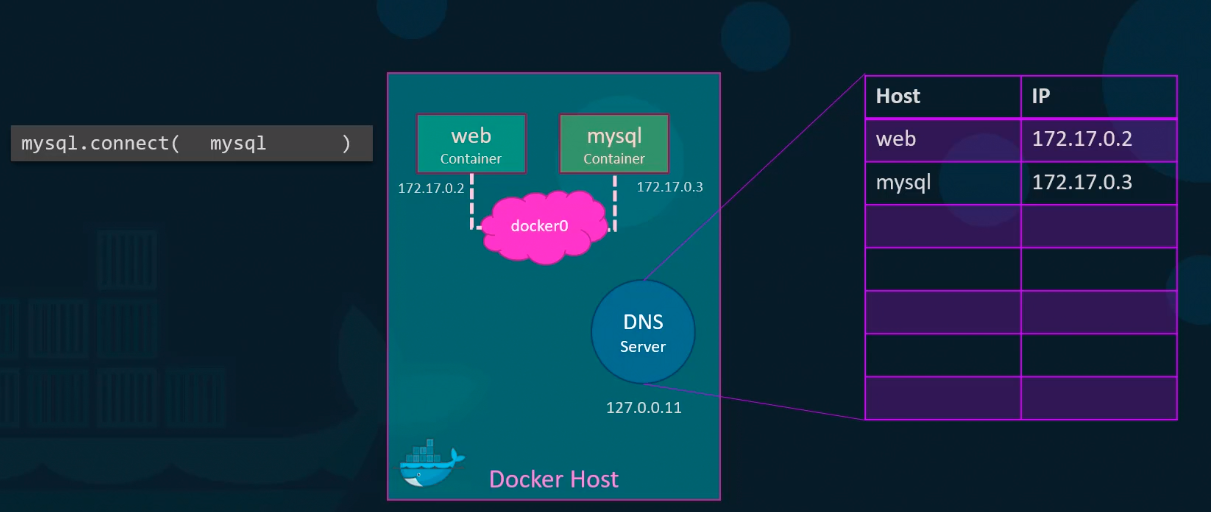 mysql.connect( mysql )
web
Container
172.17.0.2
mysql
Container
172.17.0.3
docker0
DNS
Server
127.0.0.11
Docker Host
Host IP
web 172.17.0.2
mysql 172.17.0.3